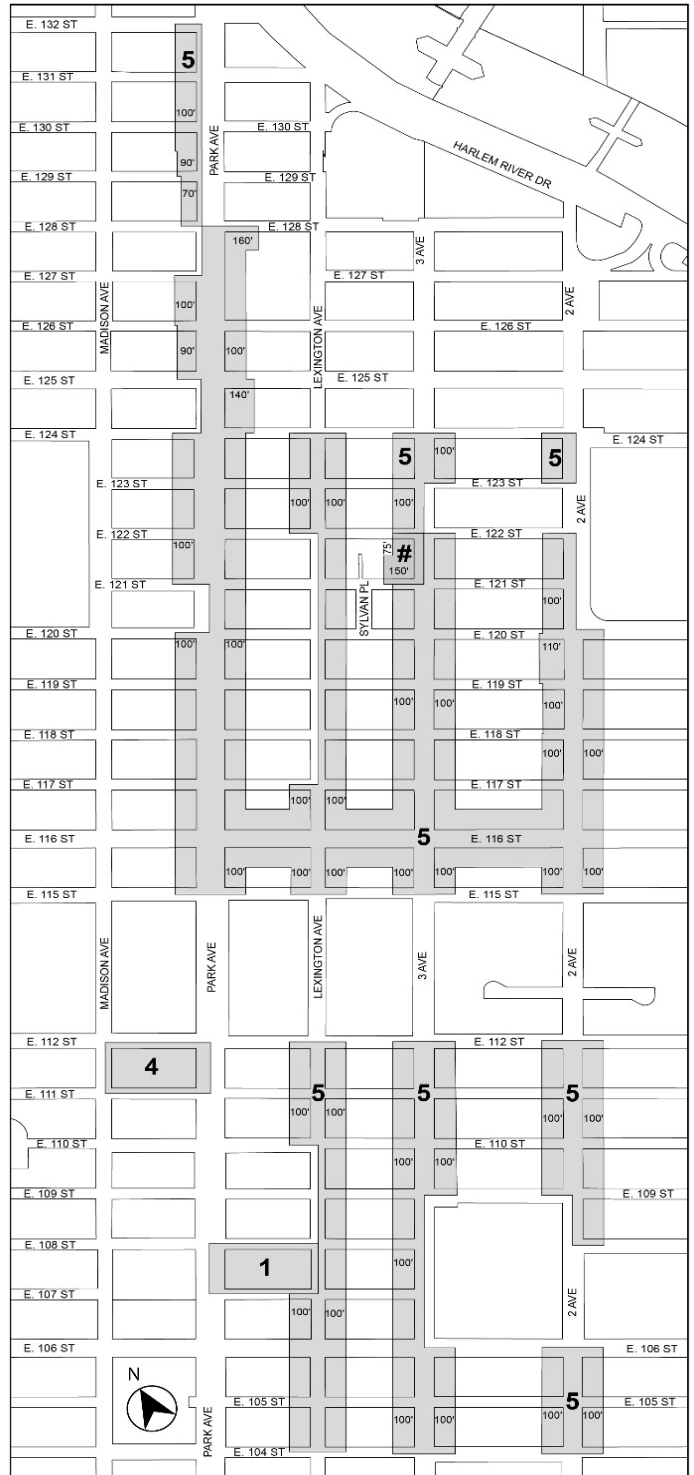 E. 132 ST
5
E. 131 ST
100'
E. 130 ST
E. 130 ST
PARK AVE
90'
HARLEM RIVER DR
E. 129 ST
E. 129 ST
70'
E. 128 ST
E. 128 ST
160'
3 AVE
E. 127 ST
E. 127 ST
100'
MADISON AVE
LEXINGTON AVE
2 AVE
E. 126 ST
E. 126 ST
90'
100'
E. 125 ST
E. 125 ST
140'
E. 124 ST
E. 124 ST
5
100'
5
E. 123 ST
E. 123 ST
100'
100'
100'
2 AVE
E. 122 ST
E. 122 ST
100'
75'
#
150'
E. 121 ST
E. 121 ST
SYLVAN PL
100'
E. 120 ST
E. 120 ST
100'
100'
110'
E. 119 ST
E. 119 ST
100'
100'
100'
E. 118 ST
E. 118 ST
100'
100'
E. 117 ST
E. 117 ST
100'
100'
E. 116 ST
5
E. 116 ST
100'
100'
100'
100'
100'
100'
100'
E. 115 ST
E. 115 ST
MADISON AVE
PARK AVE
LEXINGTON AVE
3 AVE
2 AVE
E. 112 ST
E. 112 ST
4
5
5
5
E. 111 ST
100'
100'
100'
100'
E. 110 ST
E. 110 ST
100'
100'
E. 109 ST
E. 109 ST
E. 108 ST
1
100'
E. 107 ST
100'
100'
2 AVE
E. 106 ST
E. 106 ST
N
E. 105 ST
5
E. 105 ST
100'
100'
100'
100'
PARK AVE
E. 104 ST